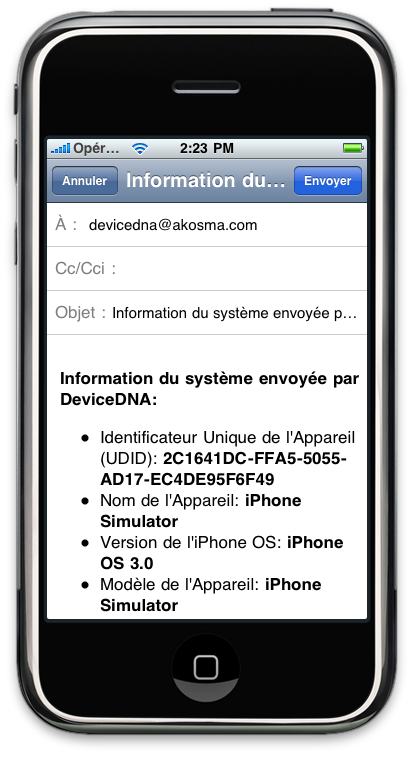 Opér... 2:23 PM
Annuler Information du... Envoyer
À : devicedna@akosma.com
Cc/Cci :
Objet : Information du système envoyée p...
Information du système envoyée par
DeviceDNA:
• Identificateur Unique de l'Appareil
(UDID): 2C1641DC-FFA5-5055-
AD17-EC4DE95F6F49
• Nom de l'Appareil: iPhone
Simulator
• Version de l'iPhone OS: iPhone
OS 3.0
• Modèle de l'Appareil: iPhone
Simulator